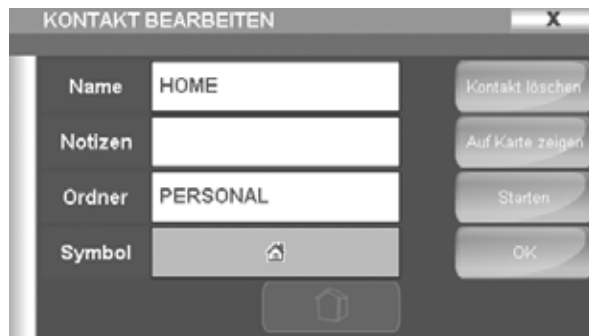 KONTAKT BEARBEITEN X
Name HOME Kontakt löschen
Notizen Auf Karte zeigen
Ordner PERSONAL Starten
Symbol OK